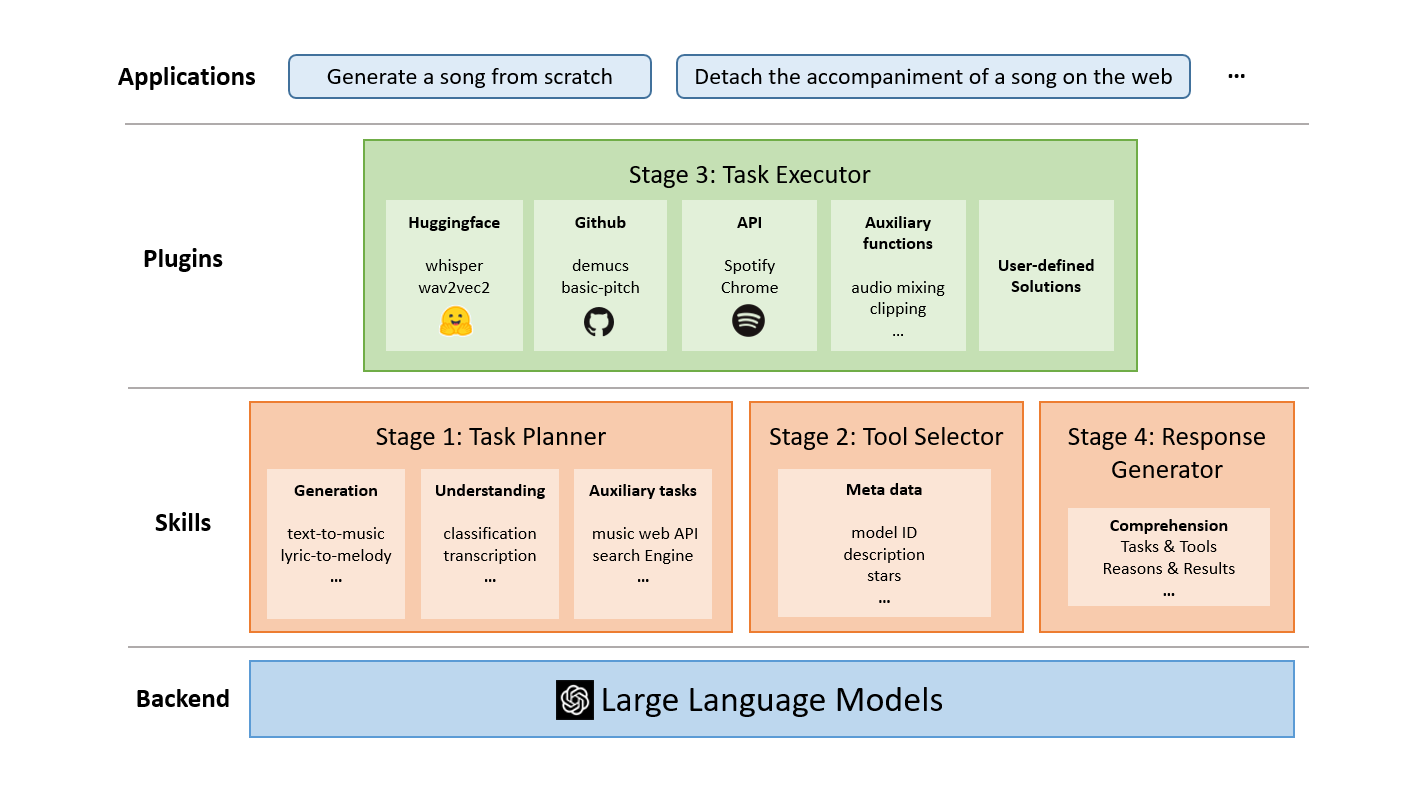 Applications
Generate a song from scratch
Detach the accompaniment of a song on the web
...
Plugins
Stage 3: Task Executor
Huggingface
whisper
wav2vec2
Github
demucs
basic-pitch
API
Spotify
Chrome
Auxiliary
functions
audio mixing
clipping
...
User-defined
Solutions
Skills
Stage 1: Task Planner
Generation
text-to-music
lyric-to-melody
...
Understanding
classification
transcription
...
Auxiliary tasks
music web API
search Engine
...
Stage 2: Tool Selector
Meta data
model ID
description
stars
...
Stage 4: Response
Generator
Comprehension
Tasks & Tools
Reasons & Results
...
Backend
Large Language Models